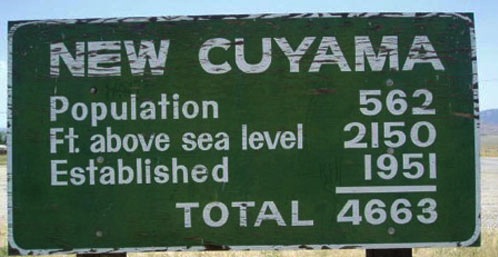 NEW CUYAMA
Population 562
Ft. above sea level 2150
Established 1951
TOTAL 4663